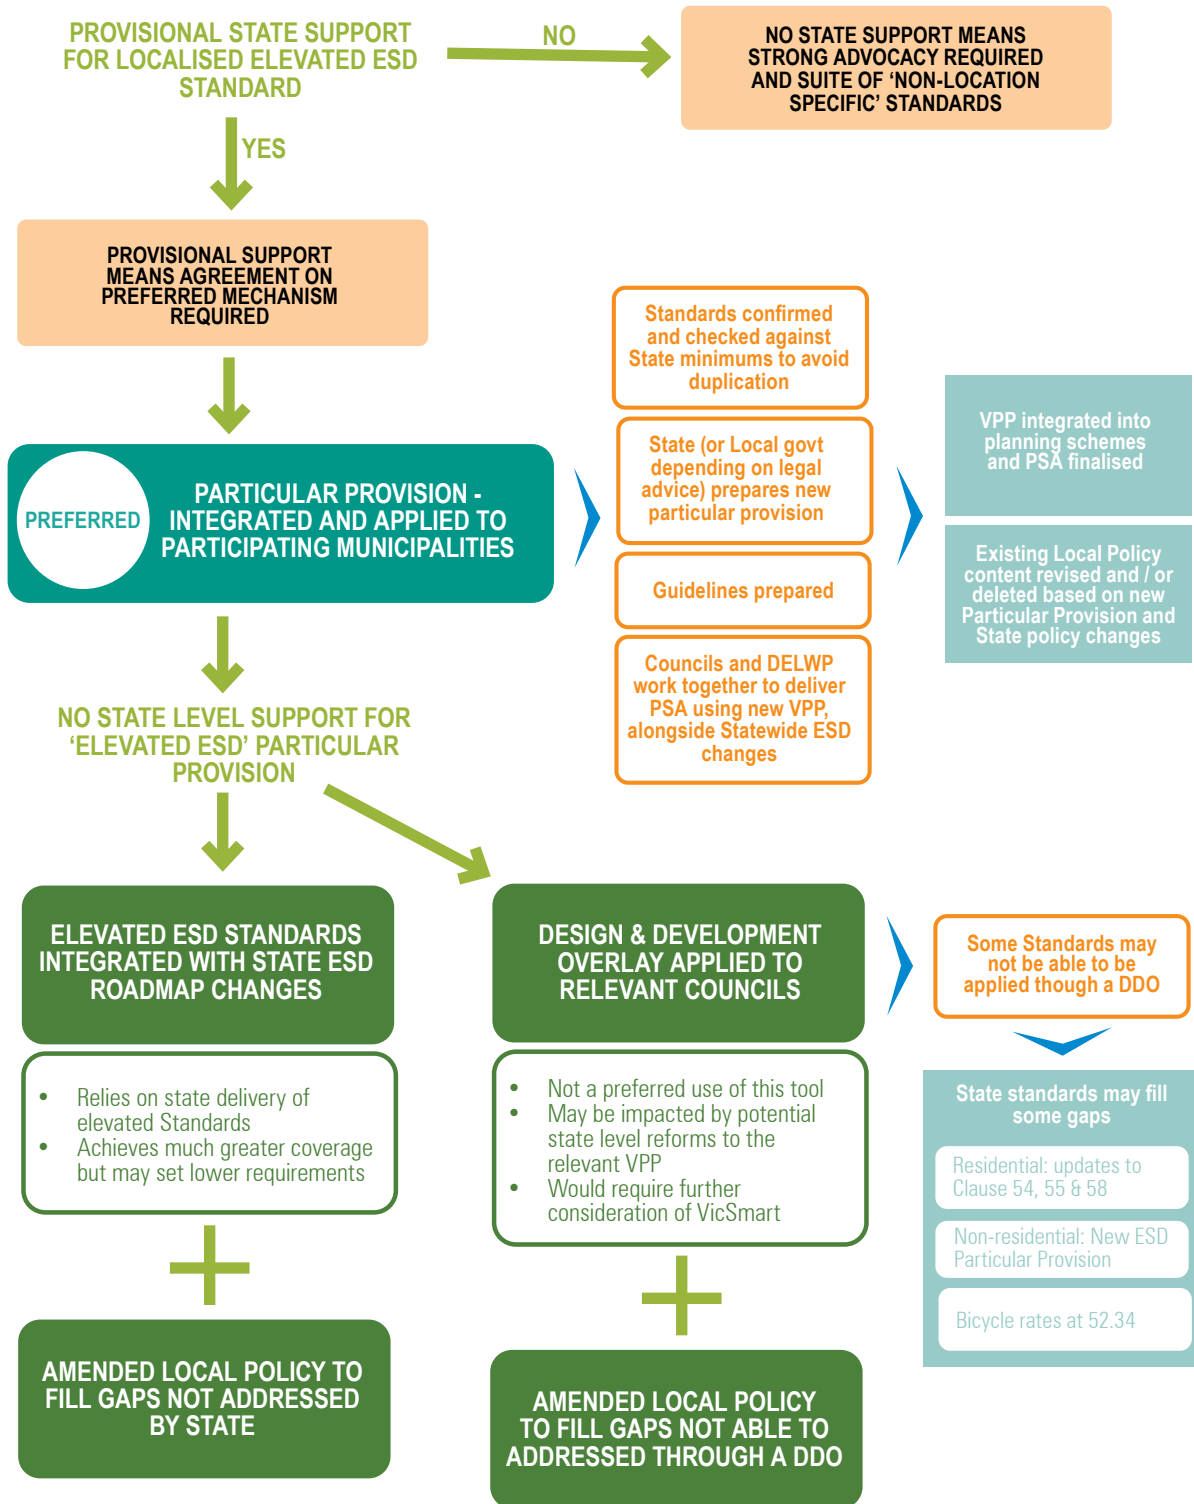 PROVISIONAL STATE SUPPORT
FOR LOCALISED ELEVATED ESD
STANDARD
NO
NO STATE SUPPORT MEANS
STRONG ADVOCACY REQUIRED
AND SUITE OF ‘NON-LOCATION
SPECIFIC’ STANDARDS
YES
PROVISIONAL SUPPORT
MEANS AGREEMENT ON
PREFERRED MECHANISM
REQUIRED
PREFERRED
PARTICULAR PROVISION -
INTEGRATED AND APPLIED TO
PARTICIPATING MUNICIPALITIES
Standards confirmed
and checked against
State minimums to avoid
duplication
State (or Local govt
depending on legal
advice) prepares new
particular provision
Guidelines prepared
Councils and DELWP
work together to deliver
PSA using new VPP,
alongside Statewide ESD
changes
VPP integrated into
planning schemes
and PSA finalised
Existing Local Policy
content revised and / or
deleted based on new
Particular Provision and
State policy changes
NO STATE LEVEL SUPPORT FOR
‘ELEVATED ESD’ PARTICULAR
PROVISION
ELEVATED ESD STANDARDS
INTEGRATED WITH STATE ESD
ROADMAP CHANGES
• Relies on state delivery of
elevated Standards
• Achieves much greater coverage
but may set lower requirements
AMENDED LOCAL POLICY TO
FILL GAPS NOT ADDRESSED
BY STATE
DESIGN & DEVELOPMENT
OVERLAY APPLIED TO
RELEVANT COUNCILS
• Not a preferred use of this tool
• May be impacted by potential
state level reforms to the
relevant VPP
• Would require further
consideration of VicSmart
AMENDED LOCAL POLICY
TO FILL GAPS NOT ABLE TO
ADDRESSED THROUGH A DDO
Some Standards may
not be able to be
applied though a DDO
State standards may fill
some gaps
Residential: updates to
Clause 54, 55 & 58
Non-residential: New ESD
Particular Provision
Bicycle rates at 52.34